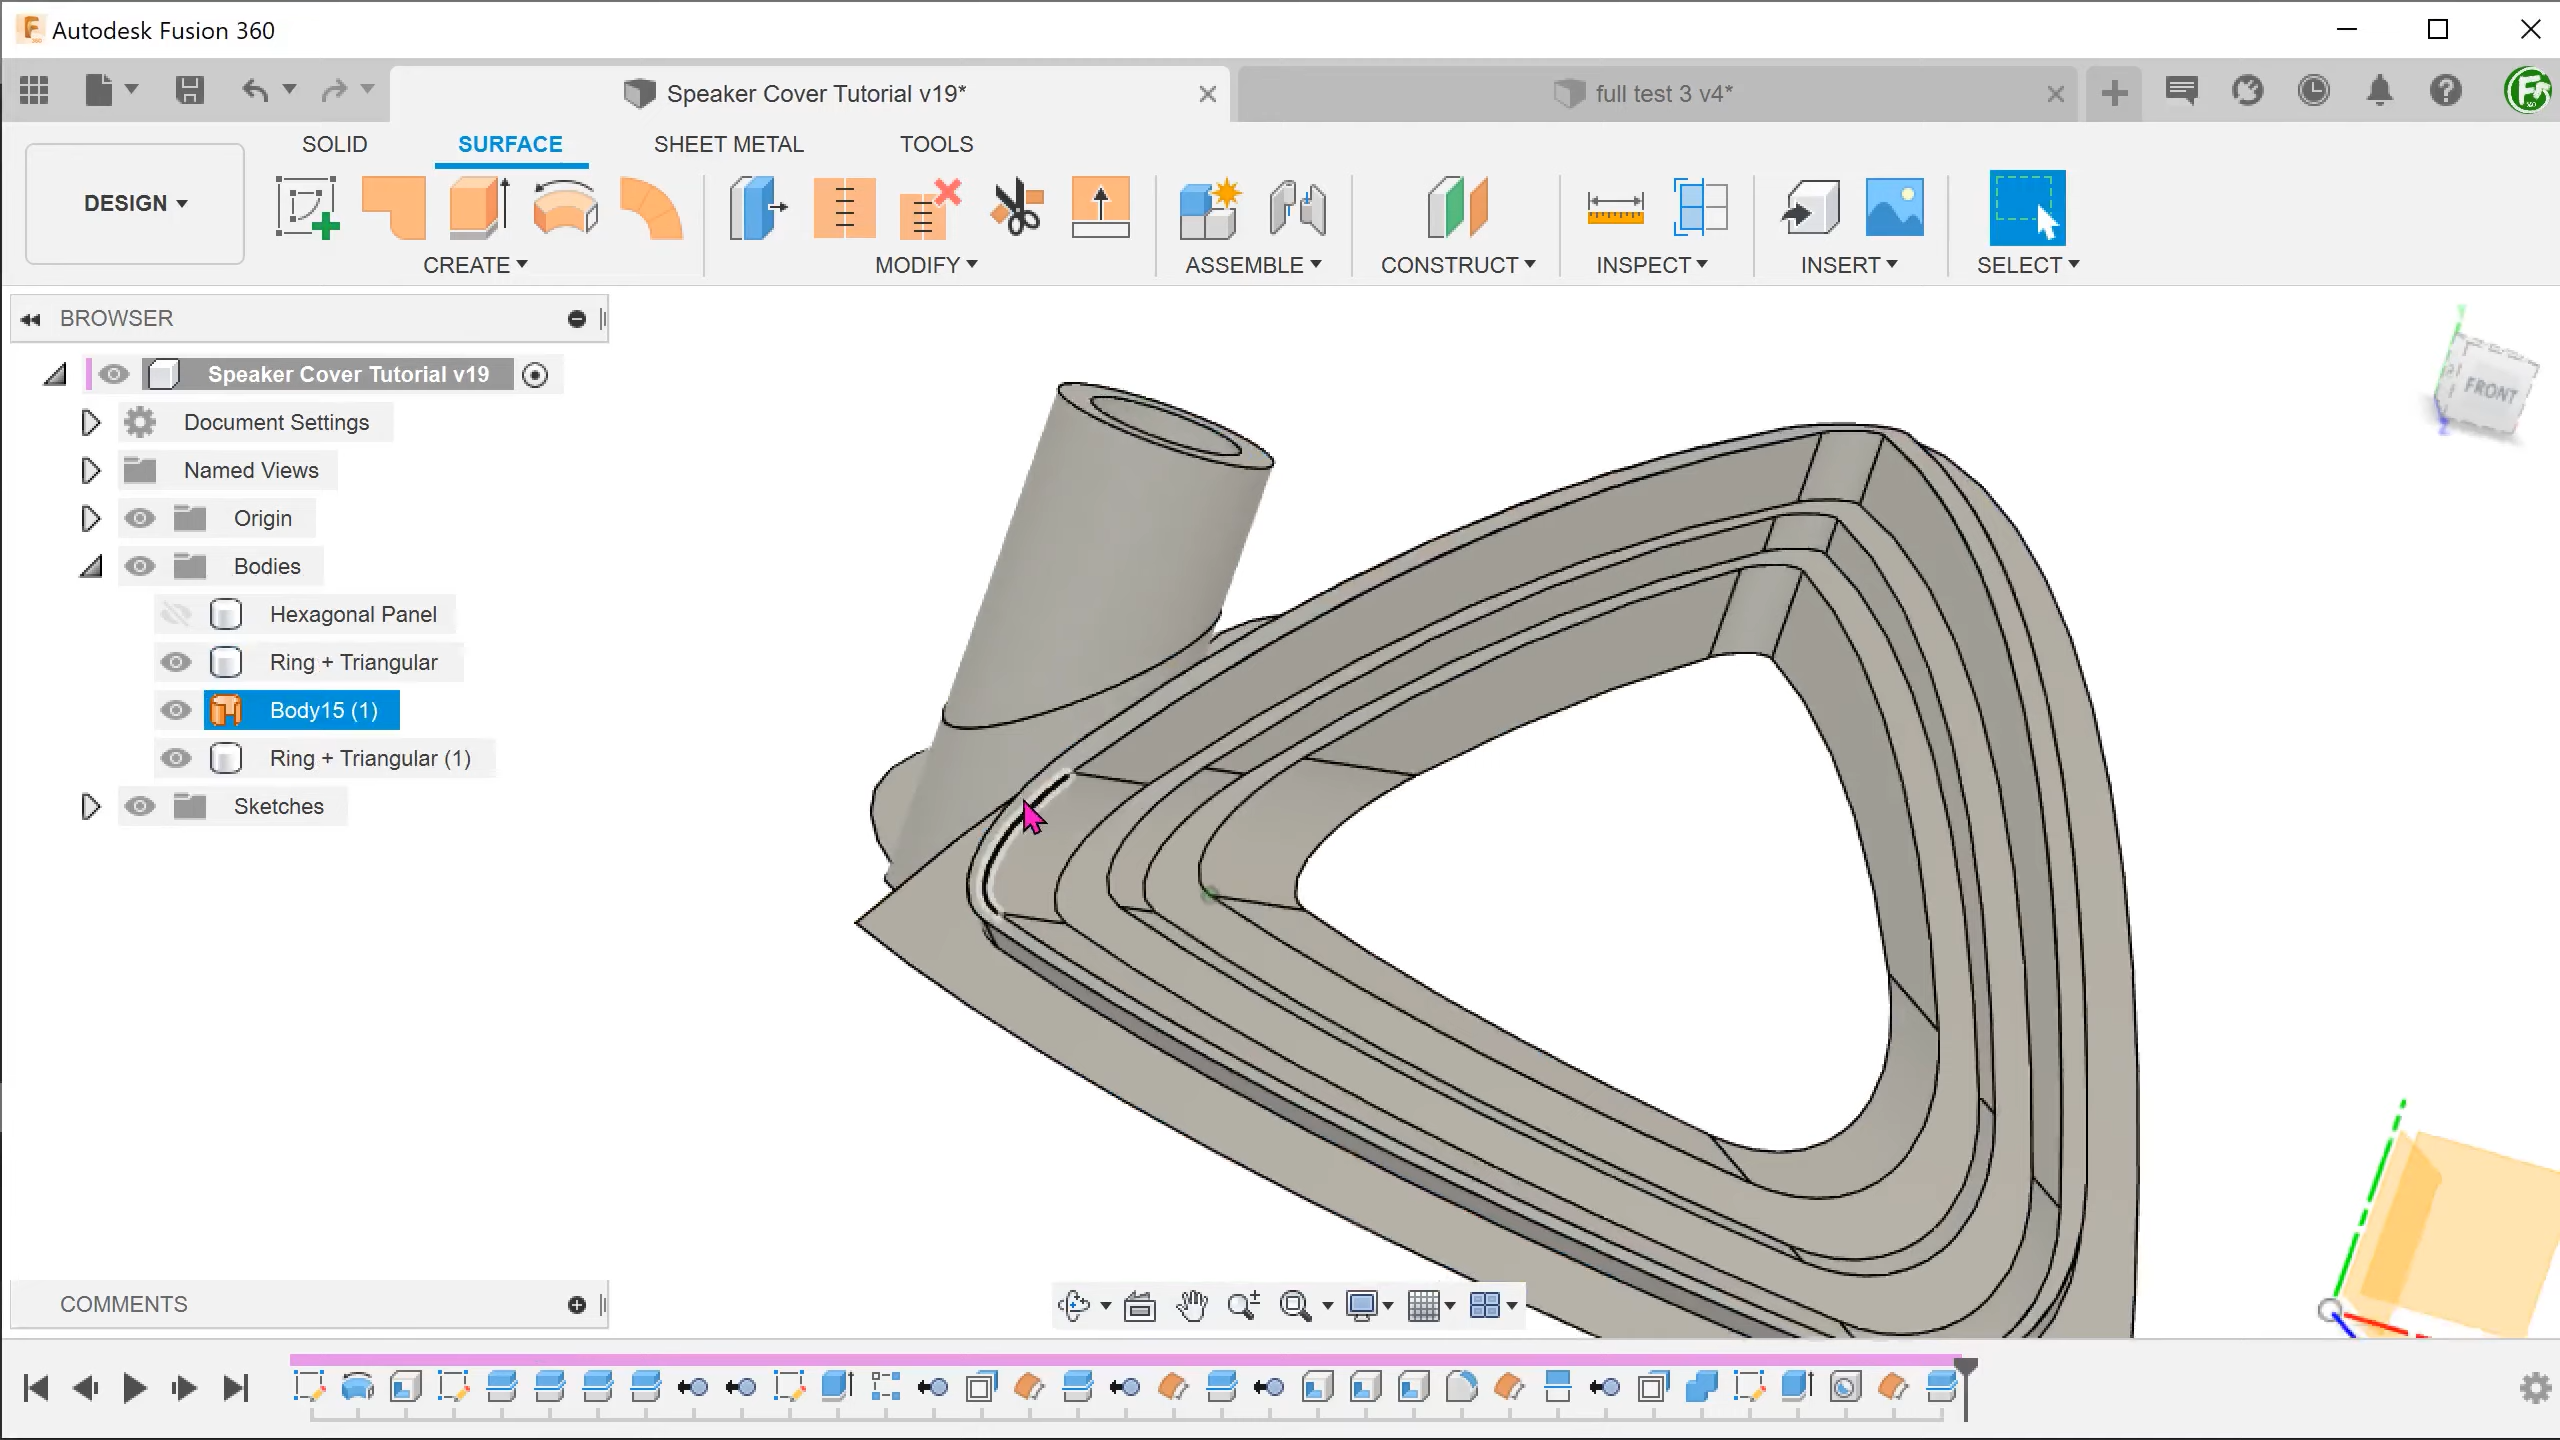 Autodesk Fusion 360
Speaker Cover Tutorial v19*
full test 3 v4*
SOLID
SURFACE
SHEET METAL
TOOLS
DESIGN
CREATE
MODIFY
ASSEMBLE
CONSTRUCT
INSPECT
INSERT
SELECT
BROWSER
Speaker Cover Tutorial v19
Document Settings
Named Views
Origin
Bodies
Hexagonal Panel
Ring + Triangular
Body15 (1)
Ring + Triangular (1)
Sketches
FRONT
COMMENTS